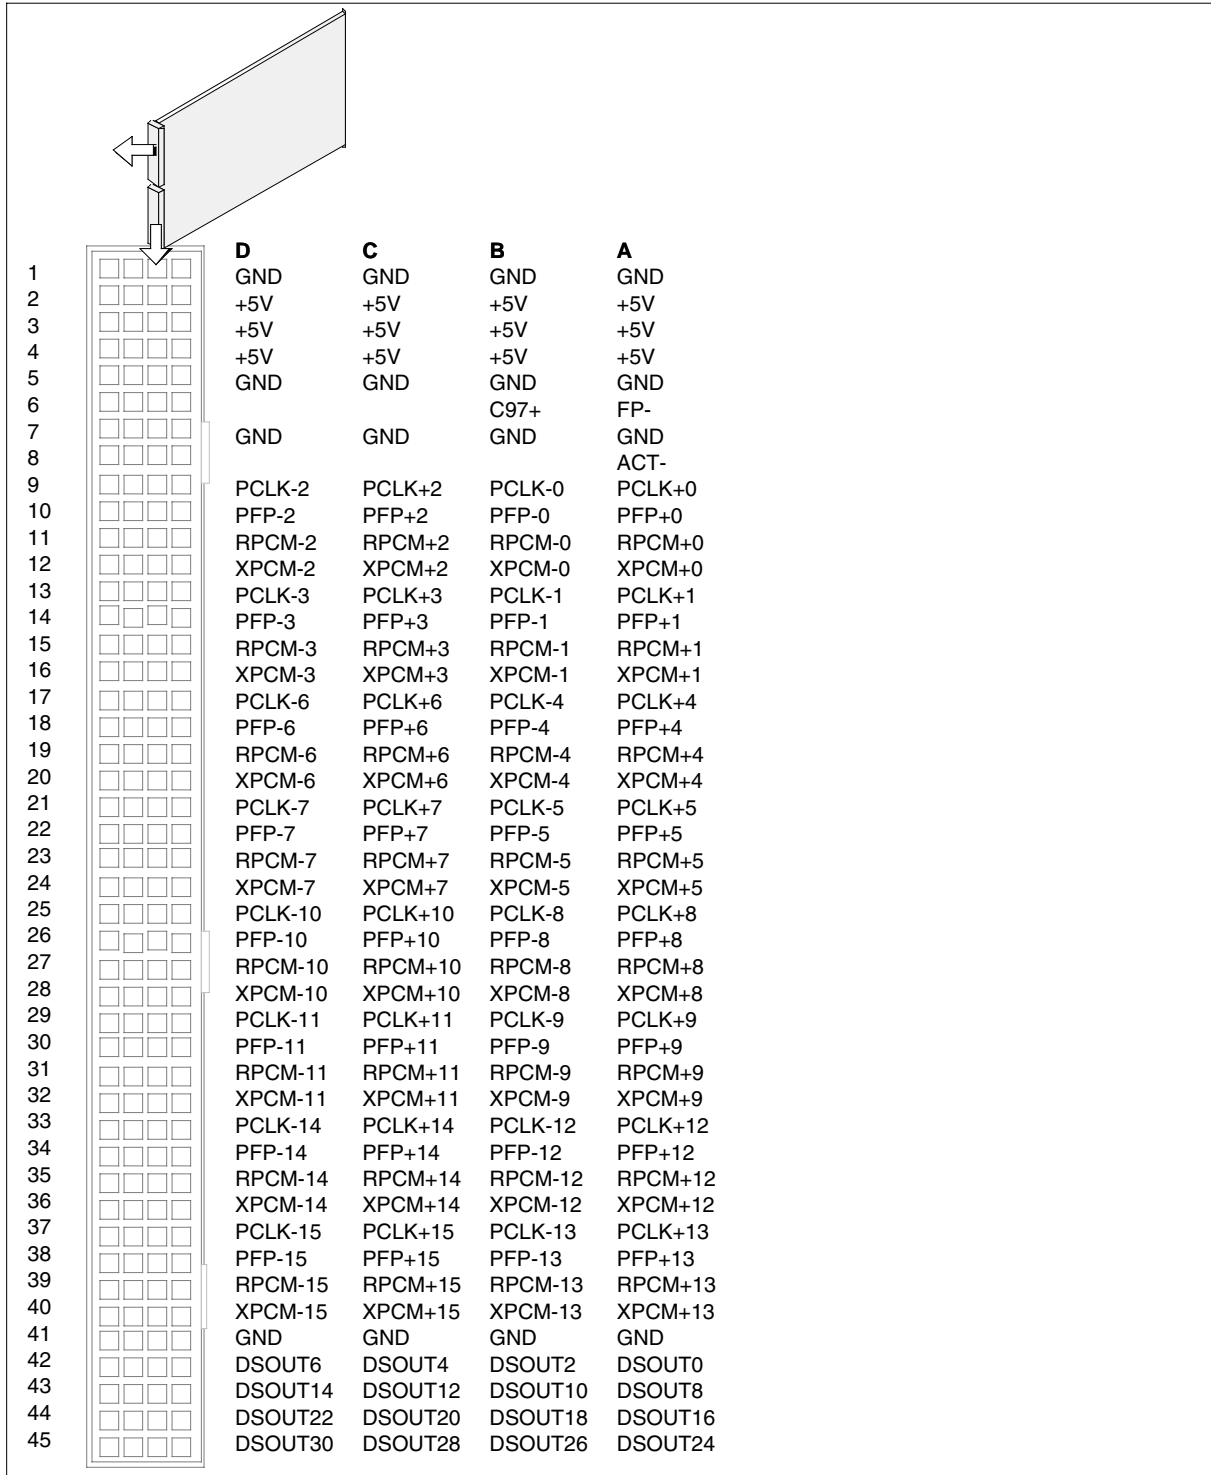 D C B A
1 GND GND GND GND
2 +5V +5V +5V +5V
3 +5V +5V +5V +5V
4 +5V +5V +5V +5V
5 GND GND GND GND
6 C97+ FP-
7 GND GND GND GND
8 ACT-
9 PCLK-2 PCLK+2 PCLK-0 PCLK+0
10 PFP-2 PFP+2 PFP-0 PFP+0
11 RPCM-2 RPCM+2 RPCM-0 RPCM+0
12 XPCM-2 XPCM+2 XPCM-0 XPCM+0
13 PCLK-3 PCLK+3 PCLK-1 PCLK+1
14 PFP-3 PFP+3 PFP-1 PFP+1
15 RPCM-3 RPCM+3 RPCM-1 RPCM+1
16 XPCM-3 XPCM+3 XPCM-1 XPCM+1
17 PCLK-6 PCLK+6 PCLK-4 PCLK+4
18 PFP-6 PFP+6 PFP-4 PFP+4
19 RPCM-6 RPCM+6 RPCM-4 RPCM+4
20 XPCM-6 XPCM+6 XPCM-4 XPCM+4
21 PCLK-7 PCLK+7 PCLK-5 PCLK+5
22 PFP-7 PFP+7 PFP-5 PFP+5
23 RPCM-7 RPCM+7 RPCM-5 RPCM+5
24 XPCM-7 XPCM+7 XPCM-5 XPCM+5
25 PCLK-10 PCLK+10 PCLK-8 PCLK+8
26 PFP-10 PFP+10 PFP-8 PFP+8
27 RPCM-10 RPCM+10 RPCM-8 RPCM+8
28 XPCM-10 XPCM+10 XPCM-8 XPCM+8
29 PCLK-11 PCLK+11 PCLK-9 PCLK+9
30 PFP-11 PFP+11 PFP-9 PFP+9
31 RPCM-11 RPCM+11 RPCM-9 RPCM+9
32 XPCM-11 XPCM+11 XPCM-9 XPCM+9
33 PCLK-14 PCLK+14 PCLK-12 PCLK+12
34 PFP-14 PFP+14 PFP-12 PFP+12
35 RPCM-14 RPCM+14 RPCM-12 RPCM+12
36 XPCM-14 XPCM+14 XPCM-12 XPCM+12
37 PCLK-15 PCLK+15 PCLK-13 PCLK+13
38 PFP-15 PFP+15 PFP-13 PFP+13
39 RPCM-15 RPCM+15 RPCM-13 RPCM+13
40 XPCM-15 XPCM+15 XPCM-13 XPCM+13
41 GND GND GND GND
42 DSOUT6 DSOUT4 DSOUT2 DSOUT0
43 DSOUT14 DSOUT12 DSOUT10 DSOUT8
44 DSOUT22 DSOUT20 DSOUT18 DSOUT16
45 DSOUT30 DSOUT28 DSOUT26 DSOUT24